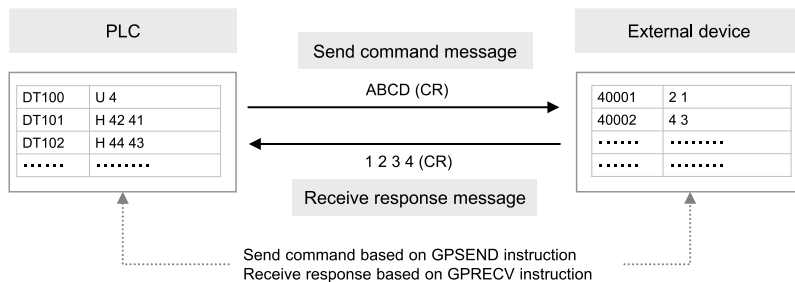 PLC
External device
Send command message
ABCD (CR)
DT100 U 4
DT101 H 42 41
DT102 H 44 43
...... ........
40001 2 1
40002 4 3
...... ........
...... ........
1 2 3 4 (CR)
Receive response message
Send command based on GPSEND instruction
Receive response based on GPRECV instruction